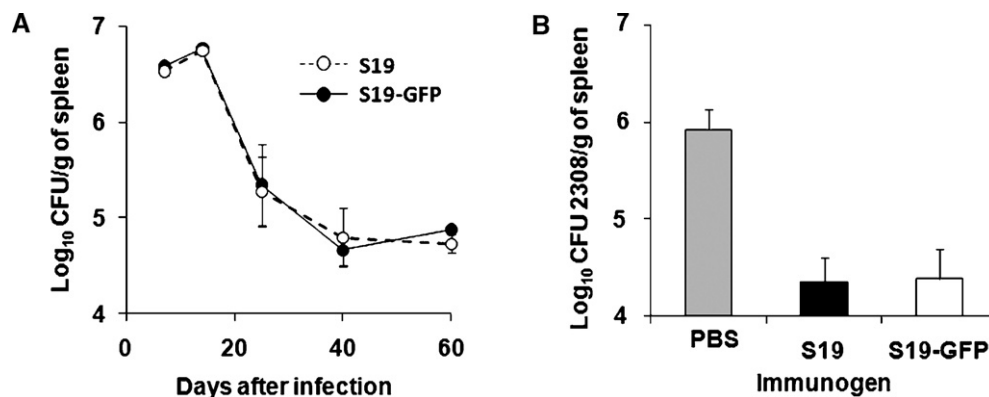 A
Log₁₀ CFU/g of spleen
7
6
5
4
0
20
40
60
Days after infection
S19
S19-GFP
B
Log₁₀ CFU 2308/g of spleen
7
6
5
4
PBS
S19
S19-GFP
Immunogen